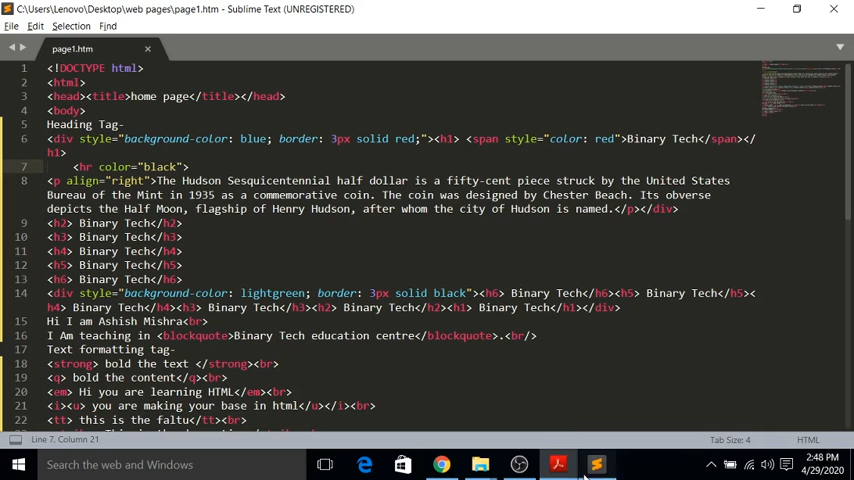 C:\Users\Lenovo\Desktop\web pages\page1.htm - Sublime Text (UNREGISTERED)
File Edit Selection Find
page1.htm
1 <!DOCTYPE html>
2 <html>
3 <head><title>home page</title></head>
4 <body>
5 Heading Tag-
6 <div style="background-color: blue; border: 3px solid red;"><h1> <span style="color: red">Binary Tech</span></
h1>
7 <hr color="black">
8 <p align="right">The Hudson Sesquicentennial half dollar is a fifty-cent piece struck by the United States
Bureau of the Mint in 1935 as a commemorative coin. The coin was designed by Chester Beach. Its obverse
depicts the Half Moon, flagship of Henry Hudson, after whom the city of Hudson is named.</p></div>
9 <h2> Binary Tech</h2>
10 <h3> Binary Tech</h3>
11 <h4> Binary Tech</h4>
12 <h5> Binary Tech</h5>
13 <h6> Binary Tech</h6>
14 <div style="background-color: lightgreen; border: 3px solid black"><h6> Binary Tech</h6><h5> Binary Tech</h5><
h4> Binary Tech</h4><h3> Binary Tech</h3><h2> Binary Tech</h2><h1> Binary Tech</h1></div>
15 Hi I am Ashish Mishra<br>
16 I Am teaching in <blockquote>Binary Tech education centre</blockquote>.<br/>
17 Text formatting tag-
18 <strong> bold the text </strong><br>
19 <q> bold the content</q><br>
20 <em> Hi you are learning HTML</em><br>
21 <i><u> you are making your base in html</u></i><br>
22 <tt> this is the faltu</tt><br>
Line 7, Column 21
Tab Size: 4
HTML
Search the web and Windows
2:48 PM
4/29/2020